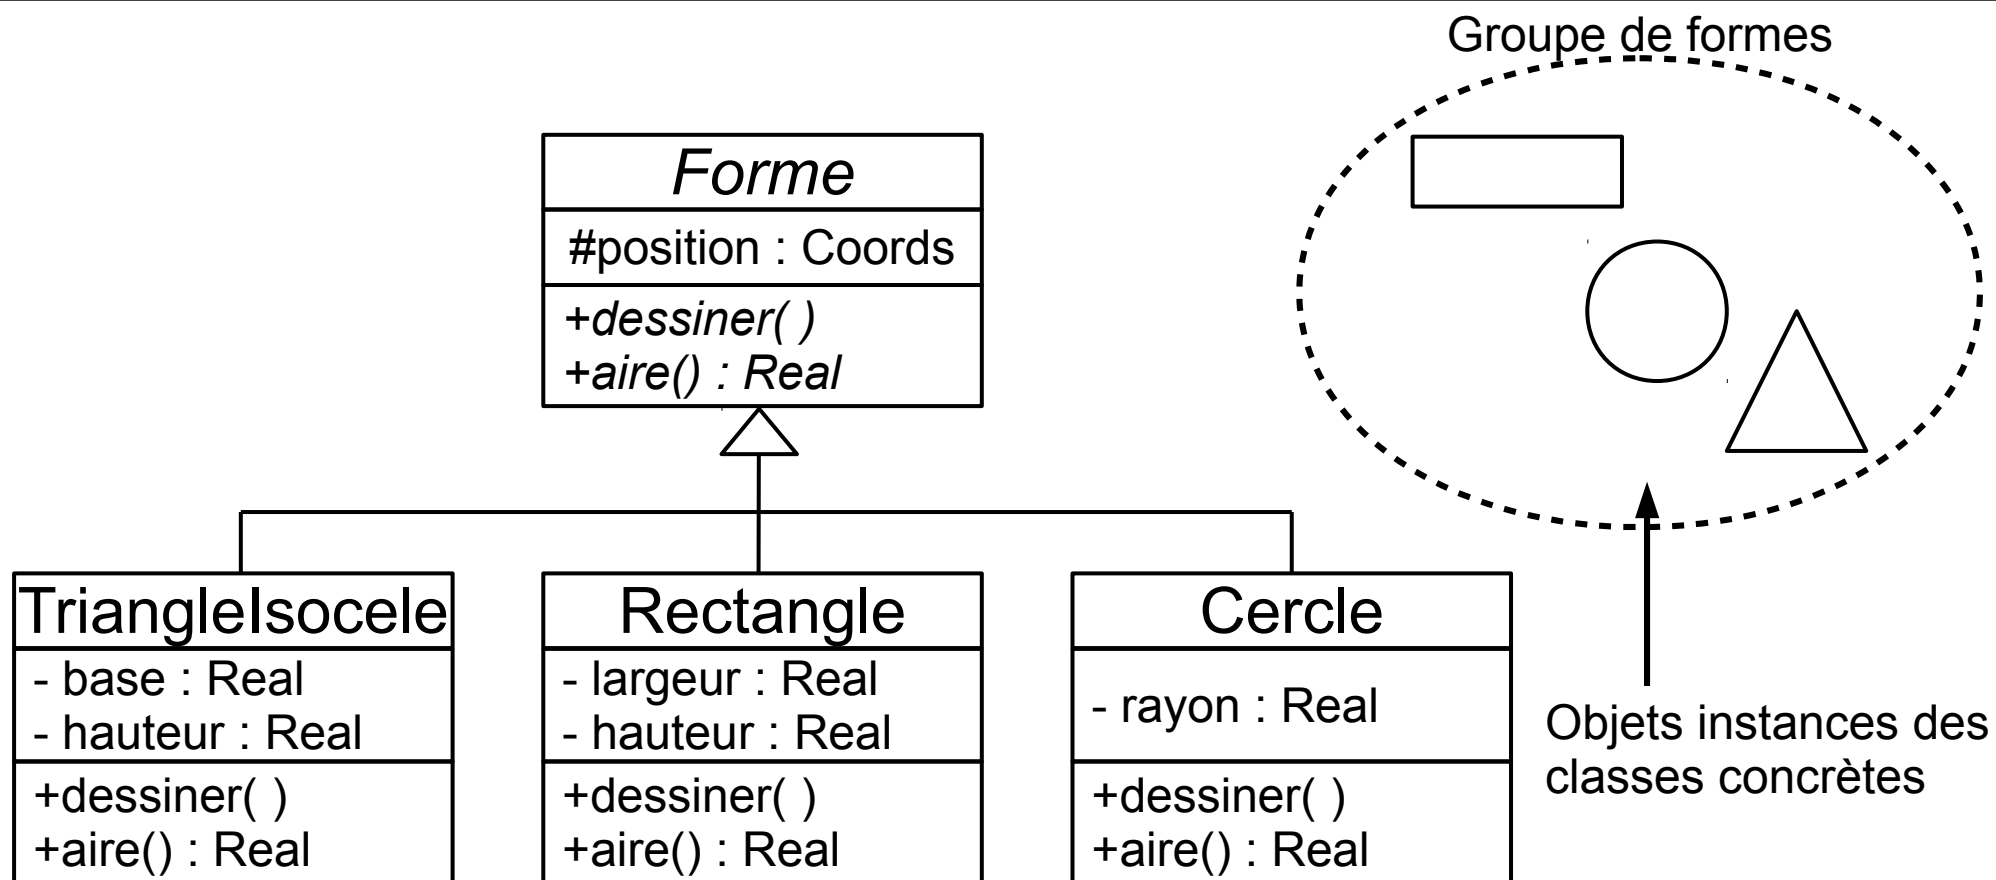 Groupe de formes
Forme
#position : Coords
+dessiner( )
+aire() : Real
TriangleIsocele
- base : Real
- hauteur : Real
+dessiner( )
+aire() : Real
Rectangle
- largeur : Real
- hauteur : Real
+dessiner( )
+aire() : Real
Cercle
- rayon : Real
+dessiner( )
+aire() : Real
Objets instances des
classes concrètes